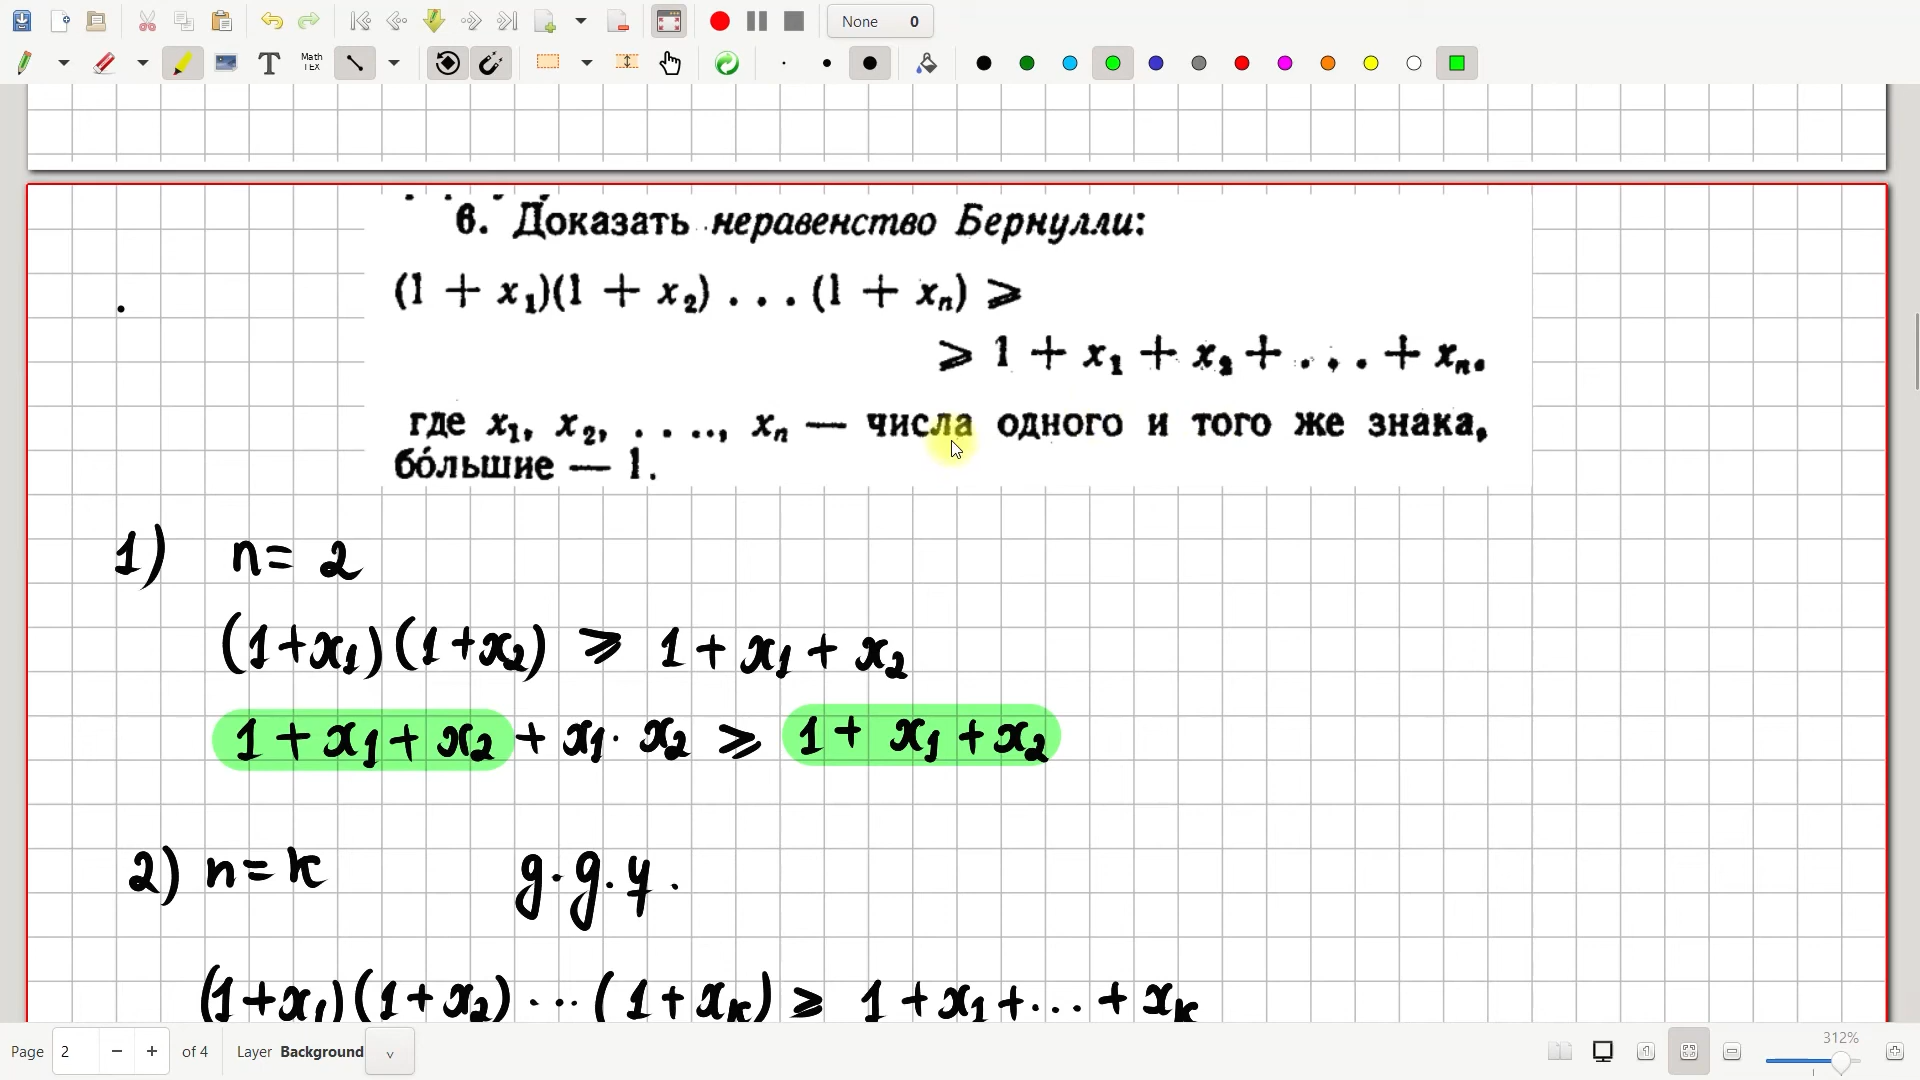 None 0
Math
TEX
6. Доказать неравенство Бернулли:
(1 + x₁)(1 + x₂) . . . (1 + xₙ) ⩾
⩾ 1 + x₁ + x₂ + . . . + xₙ.
где x₁, x₂, . . . ., xₙ — числа одного и того же знака,
бо́льшие — 1.
1) n = 2
(1+x₁)(1+x₂) ⩾ 1 + x₁ + x₂
1 + x₁ + x₂ + x₁ · x₂ ⩾ 1 + x₁ + x₂
2) n = k g.g.y.
(1+x₁)(1+x₂) ... (1+xₖ) ⩾ 1 + x₁ + ... + xₖ
Page 2 of 4 Layer Background
312%